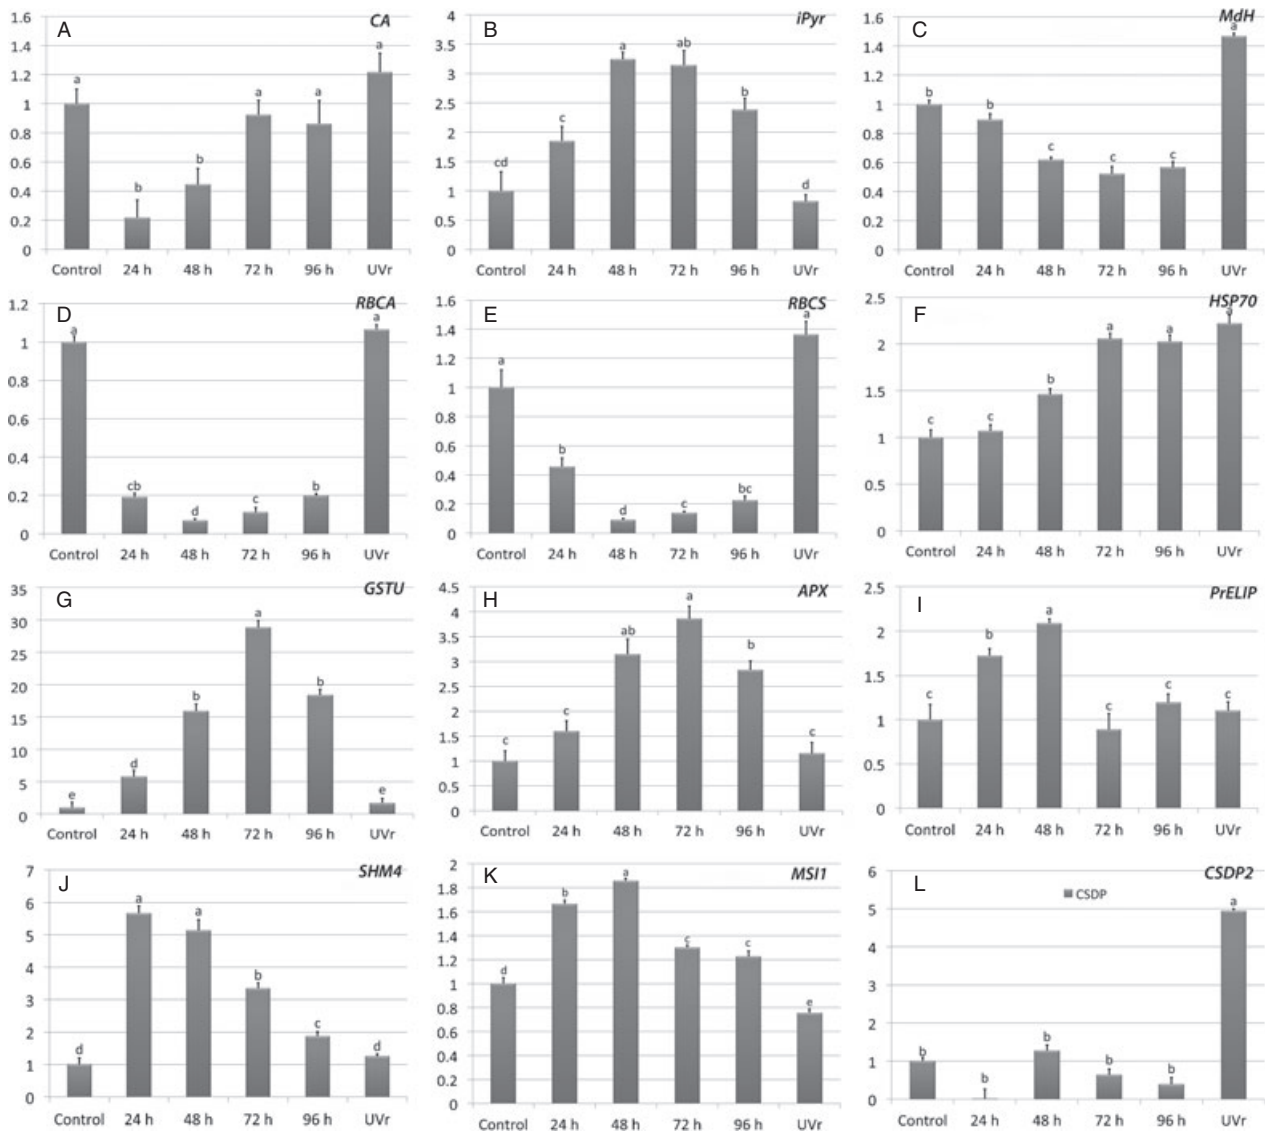 A
CA
1.6
1.4
1.2
1
0.8
0.6
0.4
0.2
0
a
b
b
a
a
a
Control 24 h 48 h 72 h 96 h UVr
B
iPyr
4
3.5
3
2.5
2
1.5
1
0.5
0
cd
c
a
ab
b
d
Control 24 h 48 h 72 h 96 h UVr
C
MdH
1.6
1.4
1.2
1
0.8
0.6
0.4
0.2
0
b
b
c
c
c
a
Control 24 h 48 h 72 h 96 h UVr
D
RBCA
1.2
1
0.8
0.6
0.4
0.2
0
a
cb
d
c
b
a
Control 24 h 48 h 72 h 96 h UVr
E
RBCS
1.6
1.4
1.2
1
0.8
0.6
0.4
0.2
0
a
b
d
c
bc
a
Control 24 h 48 h 72 h 96 h UVr
F
HSP70
2.5
2
1.5
1
0.5
0
c
c
b
a
a
a
Control 24 h 48 h 72 h 96 h UVr
G
GSTU
35
30
25
20
15
10
5
0
e
d
b
a
b
e
Control 24 h 48 h 72 h 96 h UVr
H
APX
4.5
4
3.5
3
2.5
2
1.5
1
0.5
0
c
c
ab
a
b
c
Control 24 h 48 h 72 h 96 h UVr
I
PrELIP
2.5
2
1.5
1
0.5
0
c
b
a
c
c
c
Control 24 h 48 h 72 h 96 h UVr
J
SHM4
7
6
5
4
3
2
1
0
d
a
a
b
c
d
Control 24 h 48 h 72 h 96 h UVr
K
MSI1
2
1.8
1.6
1.4
1.2
1
0.8
0.6
0.4
0.2
0
d
b
a
c
c
e
Control 24 h 48 h 72 h 96 h UVr
L
CSDP2
CSDP
6
5
4
3
2
1
0
b
b
b
b
b
a
Control 24 h 48 h 72 h 96 h UVr